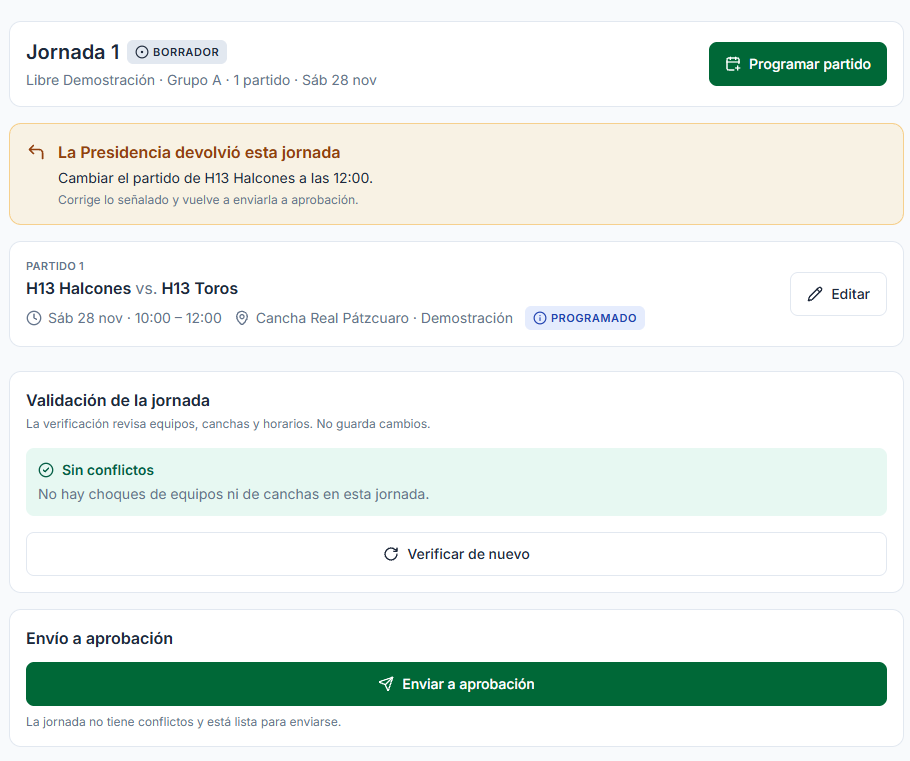 Jornada 1 BORRADOR
Libre Demostración · Grupo A · 1 partido · Sáb 28 nov
Programar partido
La Presidencia devolvió esta jornada
Cambiar el partido de H13 Halcones a las 12:00.
Corrige lo señalado y vuelve a enviarla a aprobación.
PARTIDO 1
H13 Halcones vs. H13 Toros
Sáb 28 nov · 10:00 – 12:00 Cancha Real Pátzcuaro · Demostración PROGRAMADO
Editar
Validación de la jornada
La verificación revisa equipos, canchas y horarios. No guarda cambios.
Sin conflictos
No hay choques de equipos ni de canchas en esta jornada.
Verificar de nuevo
Envío a aprobación
Enviar a aprobación
La jornada no tiene conflictos y está lista para enviarse.